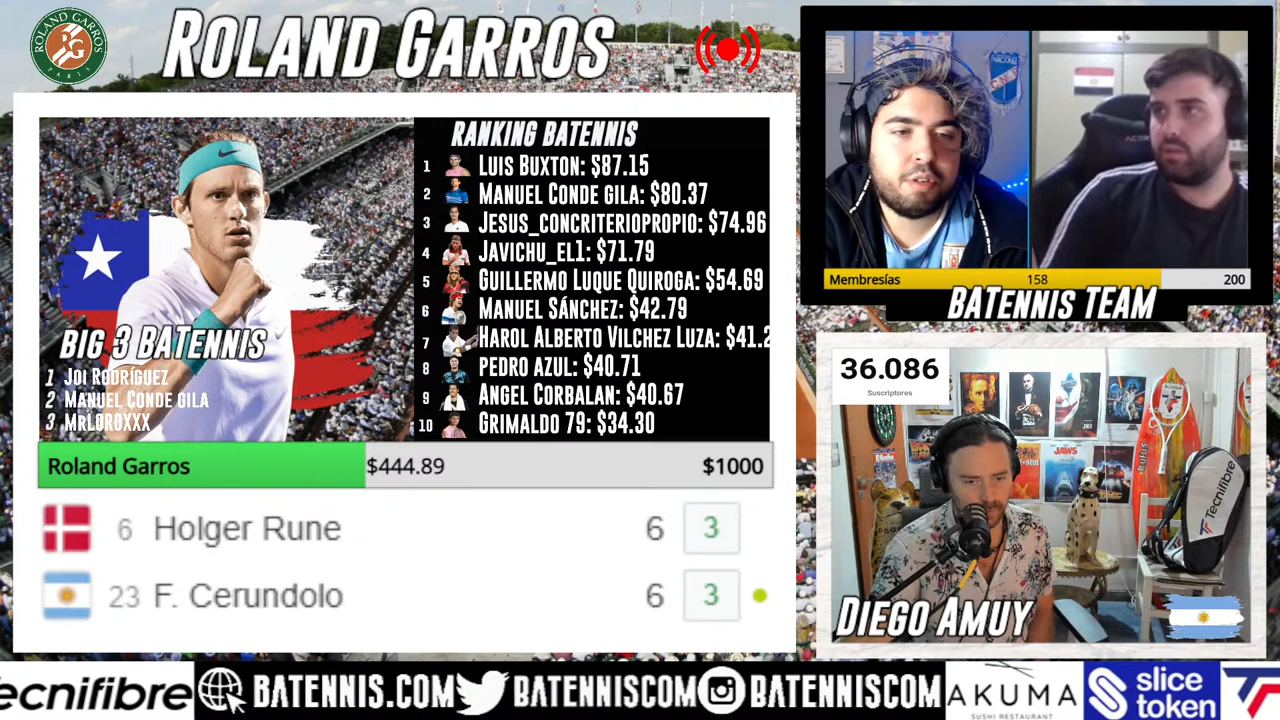 ROLAND GARROS
PARIS
ROLAND GARROS
RANKING BATENNIS
1 LUIS BUXTON: $87.15
2 MANUEL CONDE GILA: $80.37
3 JESUS_CONCRITERIOPROPIO: $74.96
4 JAVICHU_EL1: $71.79
5 GUILLERMO LUQUE QUIROGA: $54.69
6 MANUEL SÁNCHEZ: $42.79
7 HAROL ALBERTO VILCHEZ LUZA: $41.2
8 PEDRO AZUL: $40.71
9 ANGEL CORBALAN: $40.67
10 GRIMALDO 79: $34.30
BIG 3 BATENNIS
1 JOI RODRÍGUEZ
2 MANUEL CONDE GILA
3 MRLOROXXX
Roland Garros $444.89 $1000
6 Holger Rune 6 3
23 F. Cerundolo 6 3
NACIONAL
Membresías 158 200
BATENNIS TEAM
36.086
Suscriptores
JAWS
Rufus
Tecnifibre
DIEGO AMUY
ecnifibre BATENNIS.COM BATENNISCOM BATENNISCOM AKUMA
SUSHI RESTAURANT
slice
token